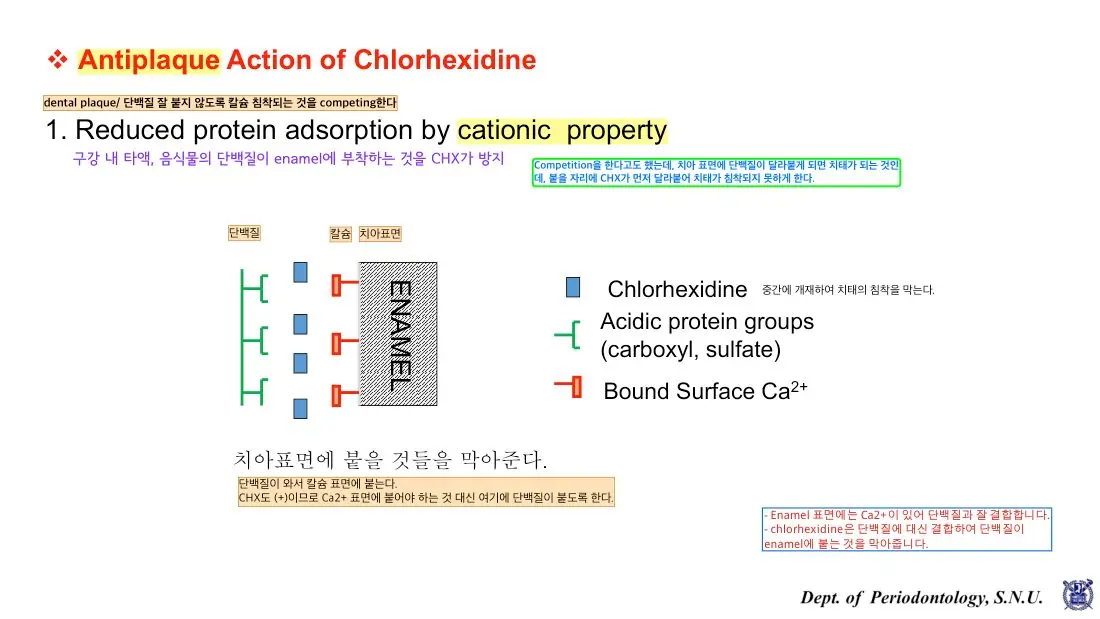 ❖ Antiplaque Action of Chlorhexidine
dental plaque/ 단백질 잘 붙지 않도록 칼슘 침착되는 것을 competing한다
1. Reduced protein adsorption by cationic property
구강 내 타액, 음식물의 단백질이 enamel에 부착하는 것을 CHX가 방지
Competition을 한다고도 했는데, 치아 표면에 단백질이 달라붙게 되면 치태가 되는 것인
데, 붙을 자리에 CHX가 먼저 달라붙어 치태가 침착되지 못하게 한다.
단백질 칼슘 치아표면
ENAMEL
Chlorhexidine 중간에 개재하여 치태의 침착을 막는다.
Acidic protein groups
(carboxyl, sulfate)
Bound Surface Ca2+
치아표면에 붙을 것들을 막아준다.
단백질이 와서 칼슘 표면에 붙는다.
CHX도 (+)이므로 Ca2+ 표면에 붙어야 하는 것 대신 여기에 단백질이 붙도록 한다.
- Enamel 표면에는 Ca2+이 있어 단백질과 잘 결합합니다.
- chlorhexidine은 단백질에 대신 결합하여 단백질이
enamel에 붙는 것을 막아줍니다.
Dept. of Periodontology, S.N.U.